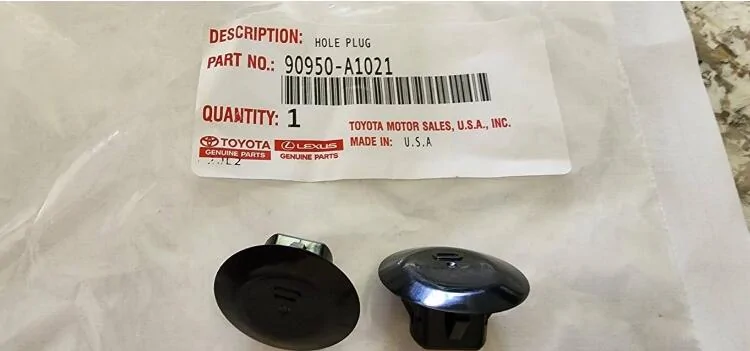 DESCRIPTION: HOLE PLUG
PART NO.: 90950-A1021
QUANTITY: 1
TOYOTA MOTOR SALES, U.S.A., INC.
TOYOTA LEXUS MADE IN: U.S.A
GENUINE PARTS GENUINE PARTS